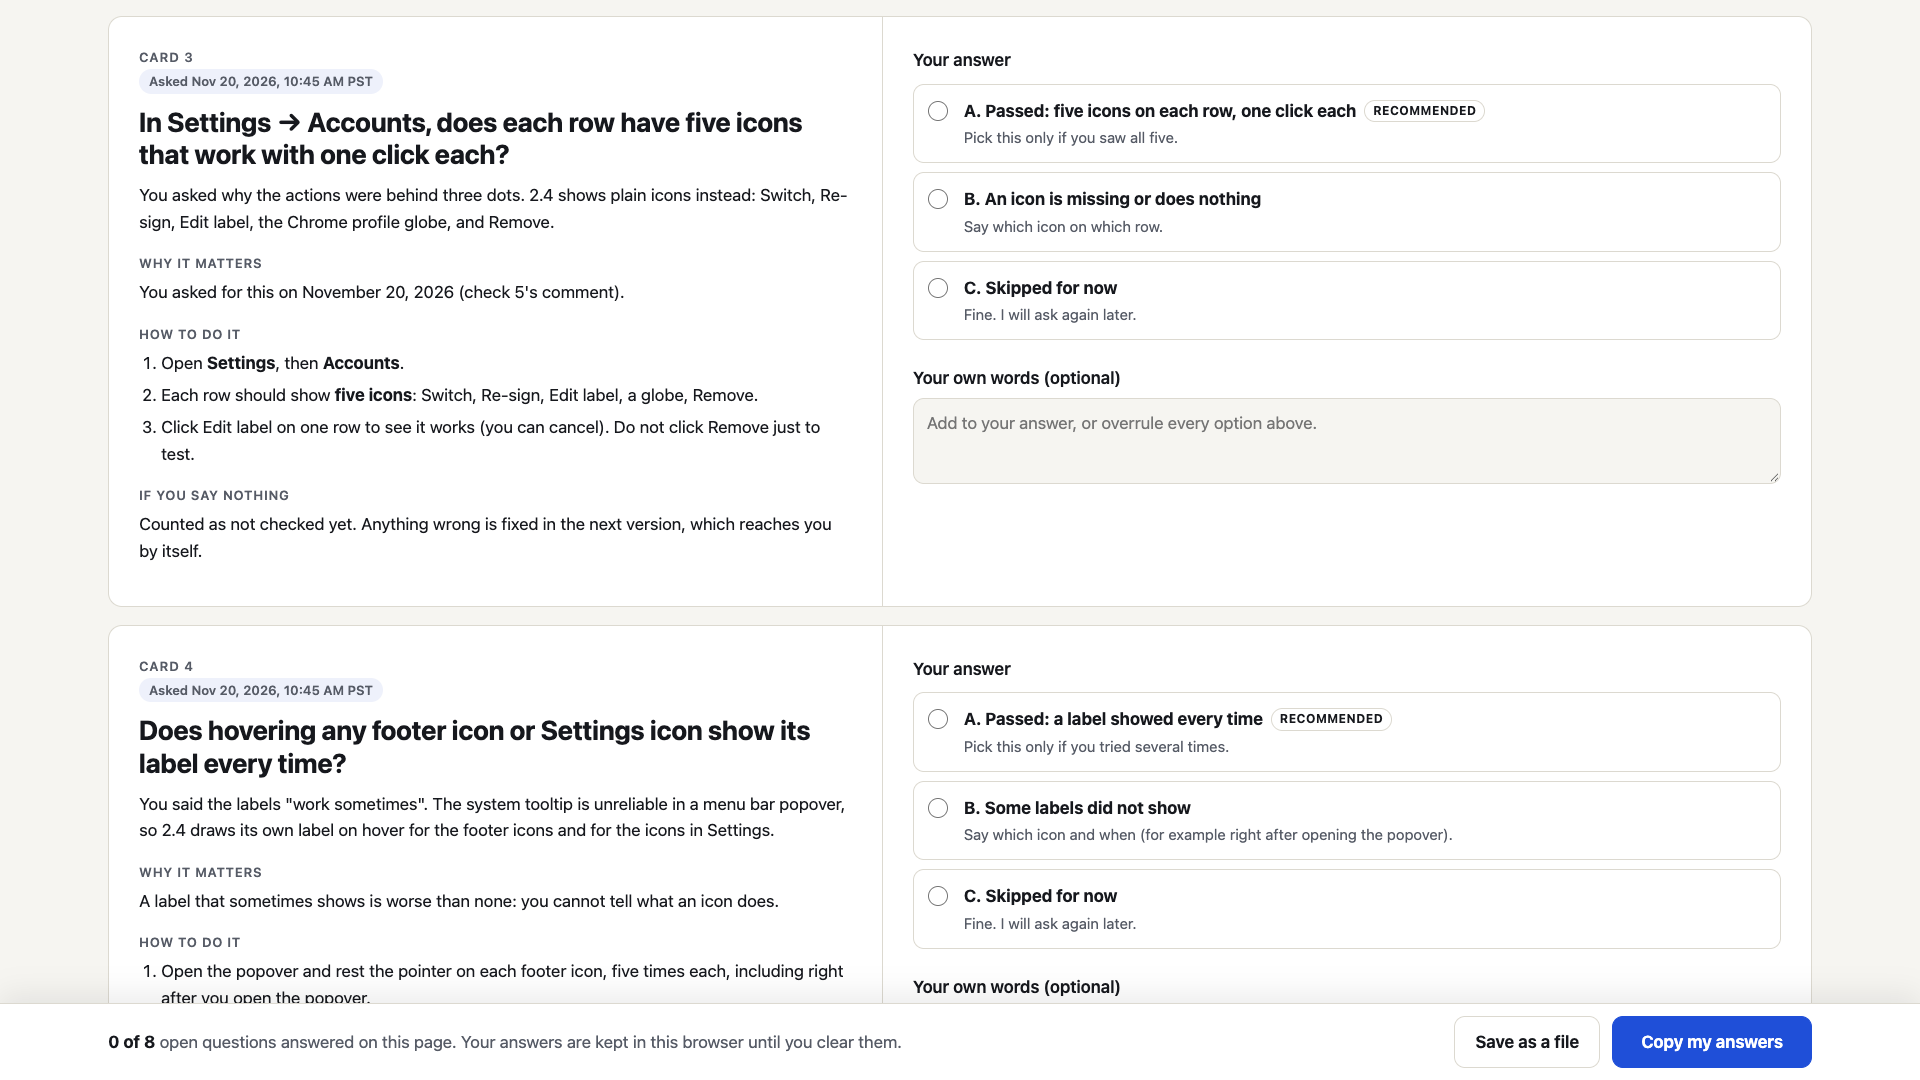 CARD 3
Asked Nov 20, 2026, 10:45 AM PST
In Settings → Accounts, does each row have five icons
that work with one click each?
You asked why the actions were behind three dots. 2.4 shows plain icons instead: Switch, Re-
sign, Edit label, the Chrome profile globe, and Remove.
WHY IT MATTERS
You asked for this on November 20, 2026 (check 5's comment).
HOW TO DO IT
1. Open Settings, then Accounts.
2. Each row should show five icons: Switch, Re-sign, Edit label, a globe, Remove.
3. Click Edit label on one row to see it works (you can cancel). Do not click Remove just to
test.
IF YOU SAY NOTHING
Counted as not checked yet. Anything wrong is fixed in the next version, which reaches you
by itself.
Your answer
A. Passed: five icons on each row, one click each RECOMMENDED
Pick this only if you saw all five.
B. An icon is missing or does nothing
Say which icon on which row.
C. Skipped for now
Fine. I will ask again later.
Your own words (optional)
Add to your answer, or overrule every option above.
CARD 4
Asked Nov 20, 2026, 10:45 AM PST
Does hovering any footer icon or Settings icon show its
label every time?
You said the labels "work sometimes". The system tooltip is unreliable in a menu bar popover,
so 2.4 draws its own label on hover for the footer icons and for the icons in Settings.
WHY IT MATTERS
A label that sometimes shows is worse than none: you cannot tell what an icon does.
HOW TO DO IT
1. Open the popover and rest the pointer on each footer icon, five times each, including right
after you open the popover.
Your answer
A. Passed: a label showed every time RECOMMENDED
Pick this only if you tried several times.
B. Some labels did not show
Say which icon and when (for example right after opening the popover).
C. Skipped for now
Fine. I will ask again later.
Your own words (optional)
0 of 8 open questions answered on this page. Your answers are kept in this browser until you clear them.
Save as a file
Copy my answers